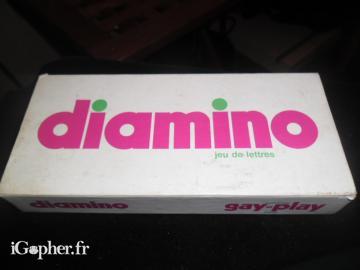 diamino
jeu de lettres
diamino gay-play
iGopher.fr